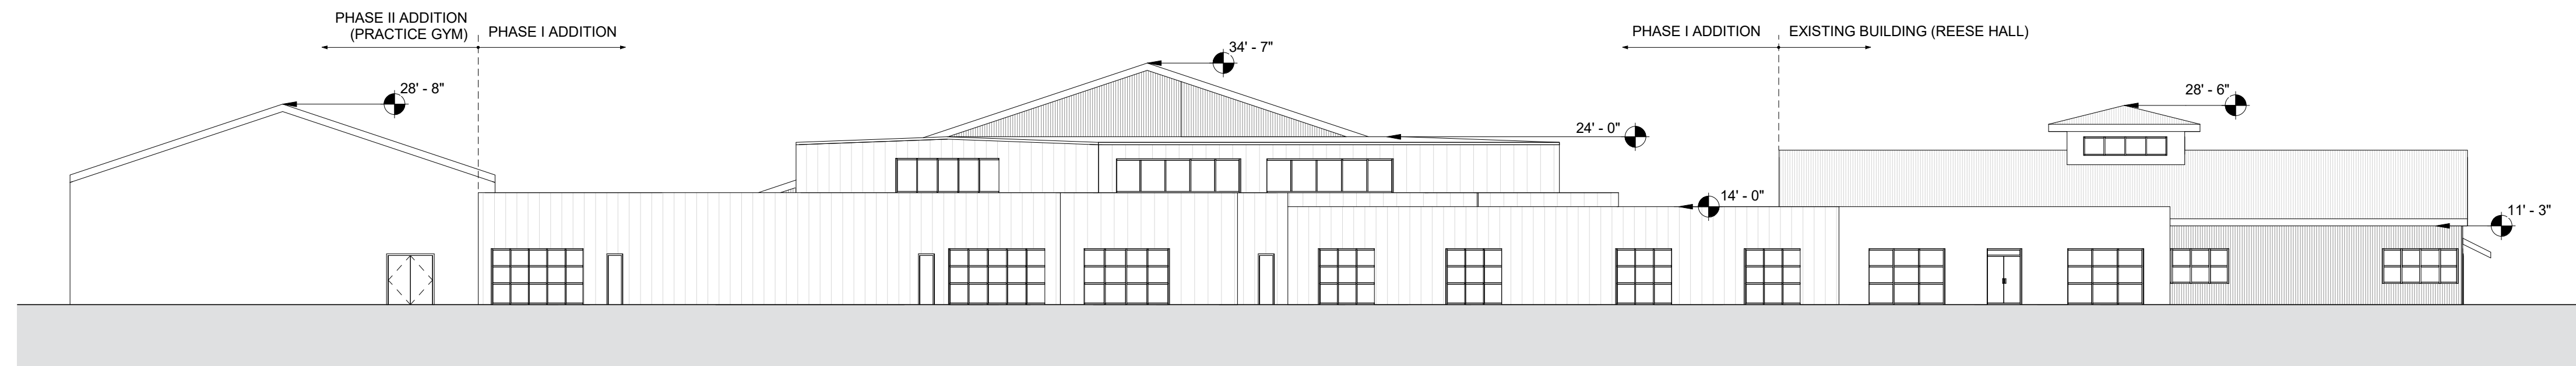 PHASE II ADDITION
(PRACTICE GYM)
PHASE I ADDITION
PHASE I ADDITION
EXISTING BUILDING (REESE HALL)
34' - 7"
28' - 8"
28' - 6"
24' - 0"
14' - 0"
11' - 3"